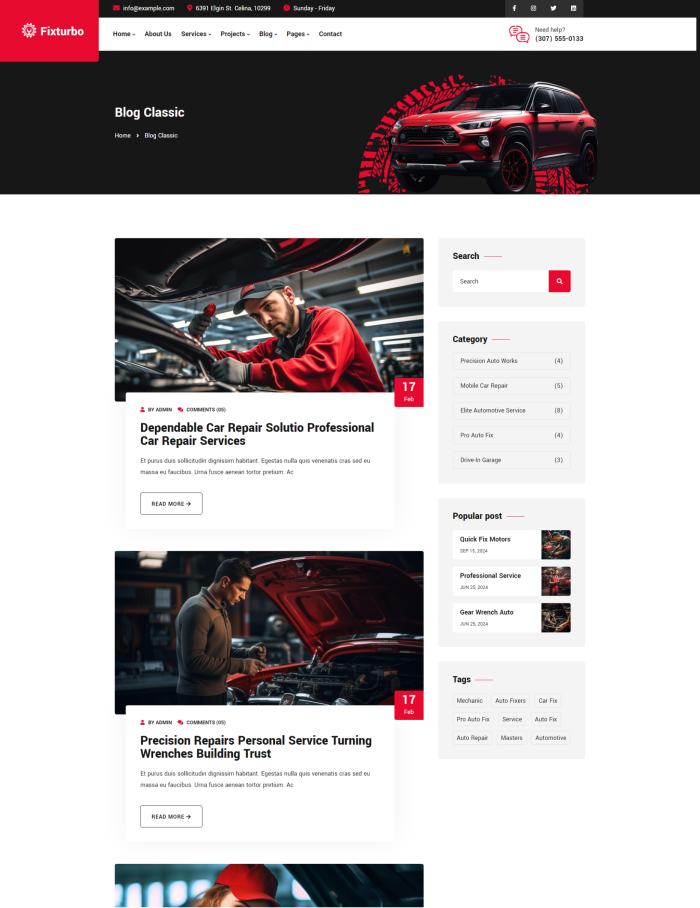 Fixturbo
info@example.com
6391 Elgin St. Celina, 10299
Sunday - Friday
Home
About Us
Services
Projects
Blog
Pages
Contact
Need help?
(307) 555-0133
Blog Classic
Home
Blog Classic
17
Feb
BY ADMIN
COMMENTS (05)
Dependable Car Repair Solutio Professional
Car Repair Services
Et purus duis sollicitudin dignissim habitant. Egestas nulla quis venenatis cras sed eu
massa eu faucibus. Urna fusce aenean tortor pretium. Ac
READ MORE
17
Feb
BY ADMIN
COMMENTS (05)
Precision Repairs Personal Service Turning
Wrenches Building Trust
Et purus duis sollicitudin dignissim habitant. Egestas nulla quis venenatis cras sed eu
massa eu faucibus. Urna fusce aenean tortor pretium. Ac
READ MORE
Search
Search
Category
Precision Auto Works (4)
Mobile Car Repair (5)
Elite Automotive Service (8)
Pro Auto Fix (4)
Drive-In Garage (3)
Popular post
Quick Fix Motors
SEP 15, 2024
Professional Service
JUN 25, 2024
Gear Wrench Auto
JUN 25, 2024
Tags
Mechanic Auto Fixers Car Fix
Pro Auto Fix Service Auto Fix
Auto Repair Masters Automotive